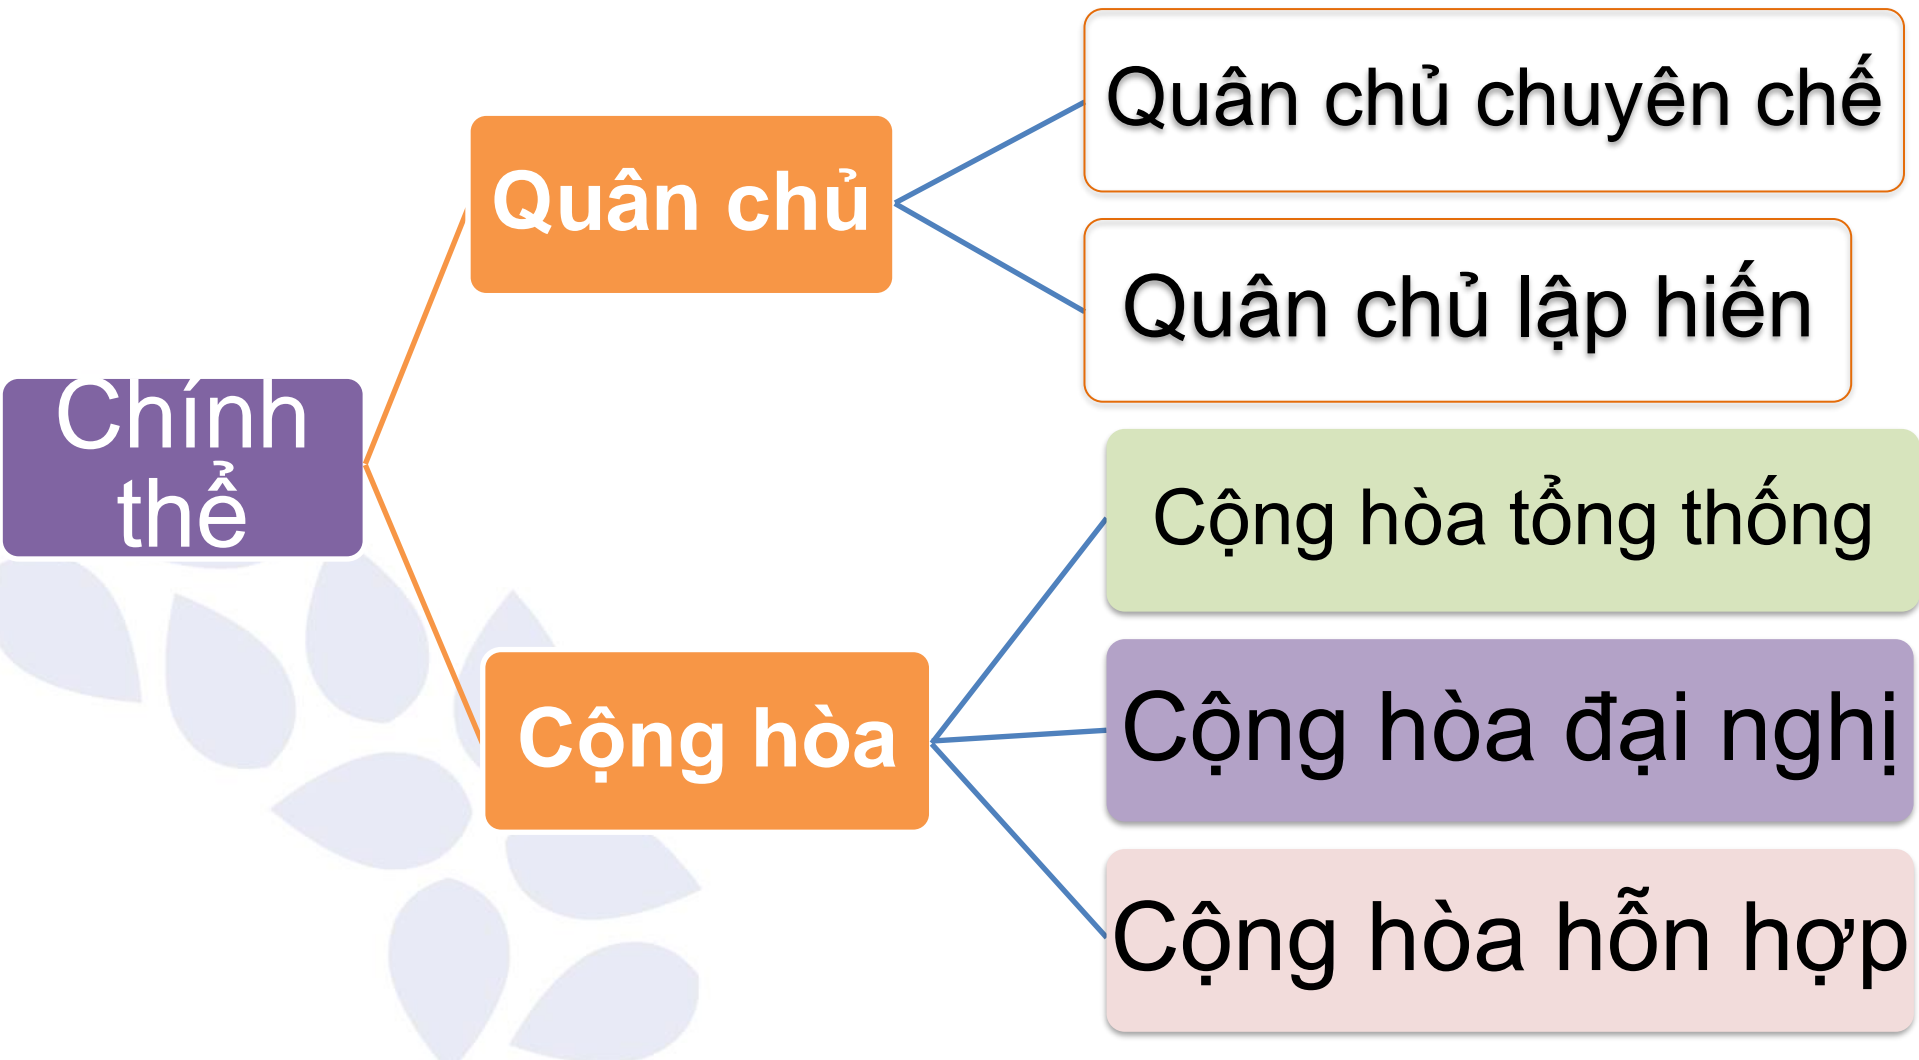 Chính
thể
Quân chủ
Quân chủ chuyên chế
Quân chủ lập hiến
Cộng hòa
Cộng hòa tổng thống
Cộng hòa đại nghị
Cộng hòa hỗn hợp